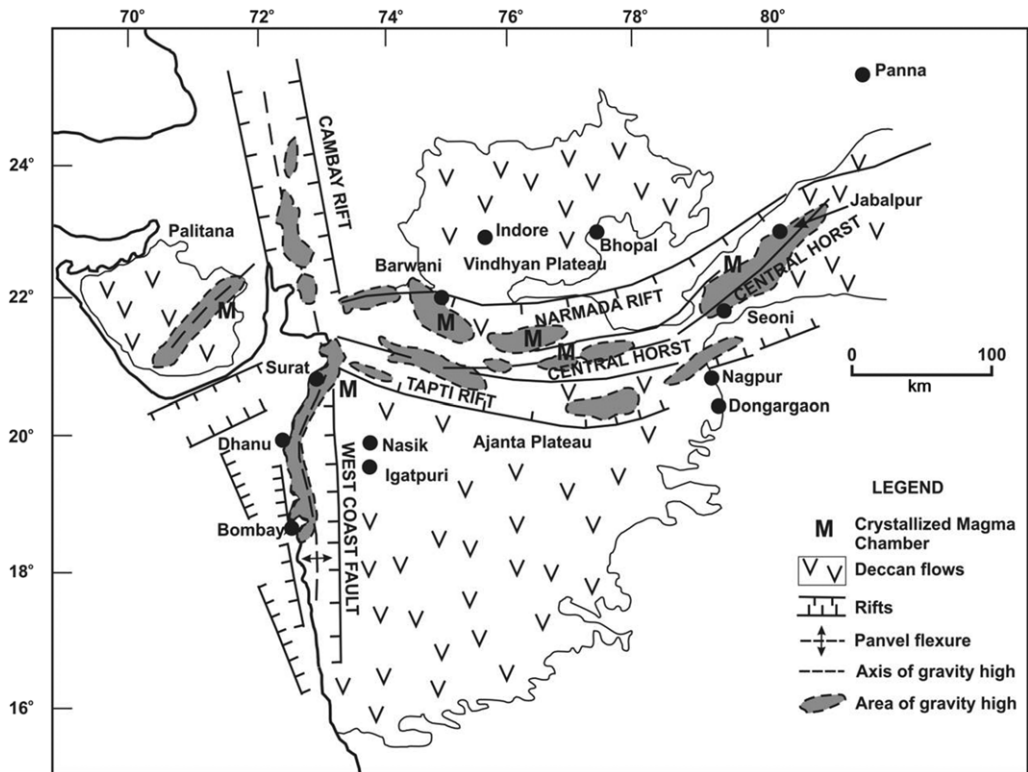 70°
72°
74°
76°
78°
80°
24°
22°
20°
18°
16°
Panna
CAMBAY RIFT
Palitana
Indore
Bhopal
Jabalpur
Barwani
Vindhyan Plateau
M
M
M
CENTRAL HORST
NARMADA RIFT
M
M
Seoni
Surat
M
TAPTI RIFT
CENTRAL HORST
Nagpur
Dongargaon
0
100
km
Dhanu
Nasik
Igatpuri
Ajanta Plateau
WEST COAST FAULT
Bombay
LEGEND
M
Crystallized Magma
Chamber
Deccan flows
Rifts
Panvel flexure
Axis of gravity high
Area of gravity high